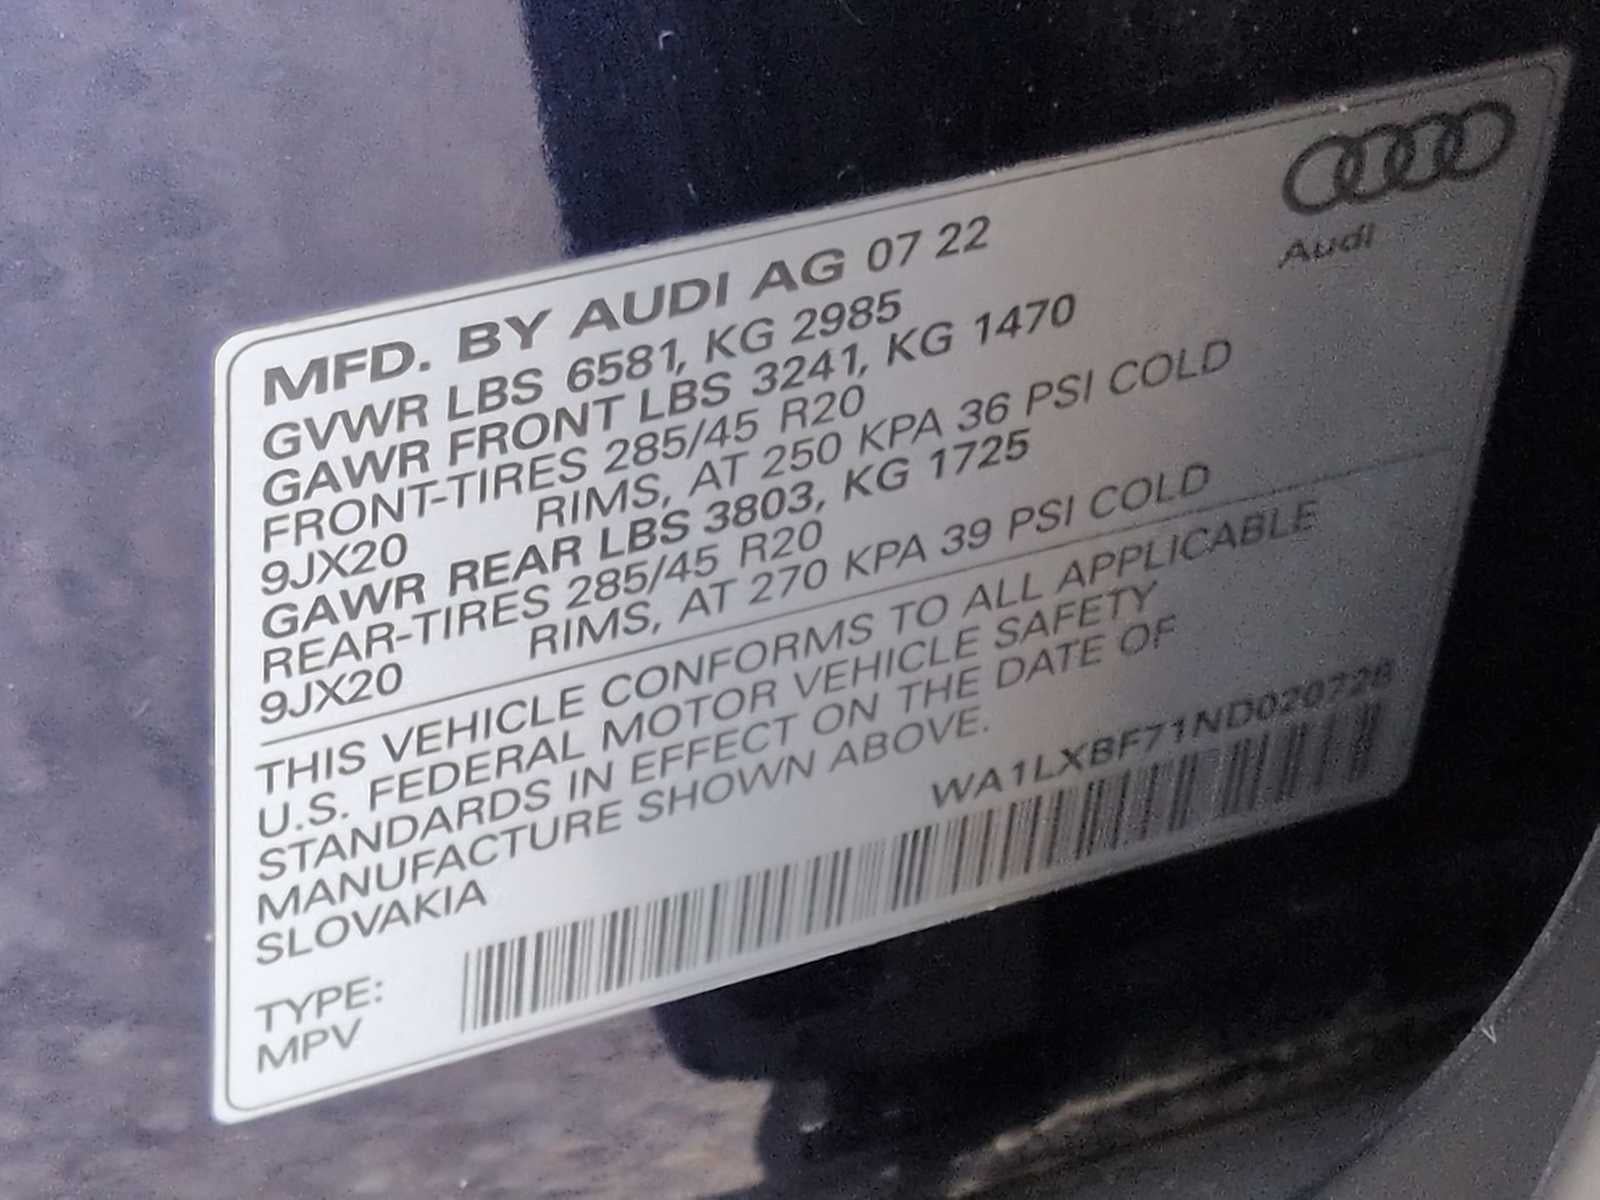 Audi
MFD. BY AUDI AG 07 22
GVWR LBS 6581, KG 2985
GAWR FRONT LBS 3241, KG 1470
FRONT-TIRES 285/45 R20
9JX20 RIMS, AT 250 KPA 36 PSI COLD
GAWR REAR LBS 3803, KG 1725
REAR-TIRES 285/45 R20
9JX20 RIMS, AT 270 KPA 39 PSI COLD
THIS VEHICLE CONFORMS TO ALL APPLICABLE
U.S. FEDERAL MOTOR VEHICLE SAFETY
STANDARDS IN EFFECT ON THE DATE OF
MANUFACTURE SHOWN ABOVE.
SLOVAKIA
WA1LXBF71ND020728
TYPE:
MPV